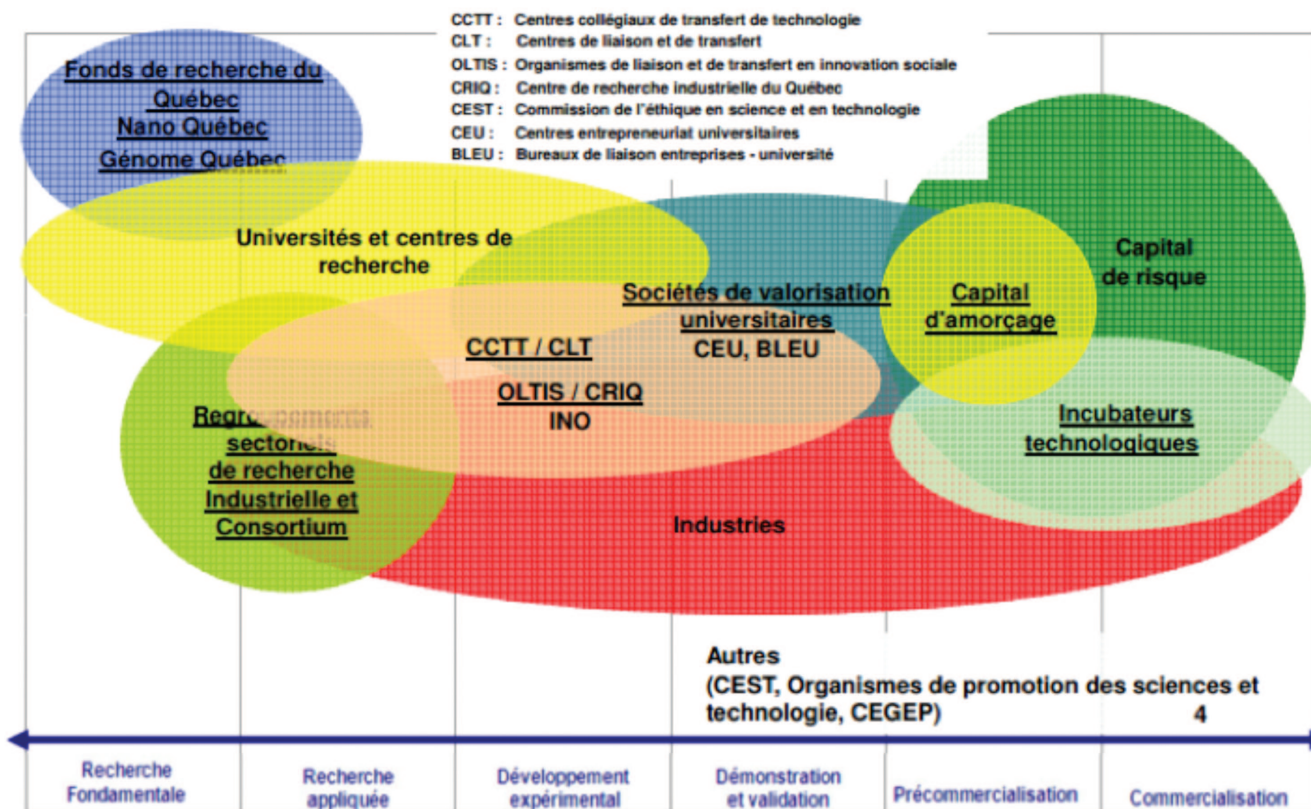 CCTT : Centres collégiaux de transfert de technologie
CLT : Centres de liaison et de transfert
OLTIS : Organismes de liaison et de transfert en innovation sociale
CRIQ : Centre de recherche industrielle du Québec
CEST : Commission de l'éthique en science et en technologie
CEU : Centres entrepreneuriat universitaires
BLEU : Bureaux de liaison entreprises - université
Fonds de recherche du
Québec
Nano Québec
Génome Québec
Universités et centres de
recherche
Capital
de risque
Sociétés de valorisation
universitaires
CEU, BLEU
Capital
d'amorçage
CCTT / CLT
OLTIS / CRIQ
INO
Regroupements
sectoriels
de recherche
Industrielle et
Consortium
Incubateurs
technologiques
Industries
Autres
(CEST, Organismes de promotion des sciences et
technologie, CEGEP) 4
Recherche
Fondamentale
Recherche
appliquée
Développement
expérimental
Démonstration
et validation
Précommercialisation
Commercialisation